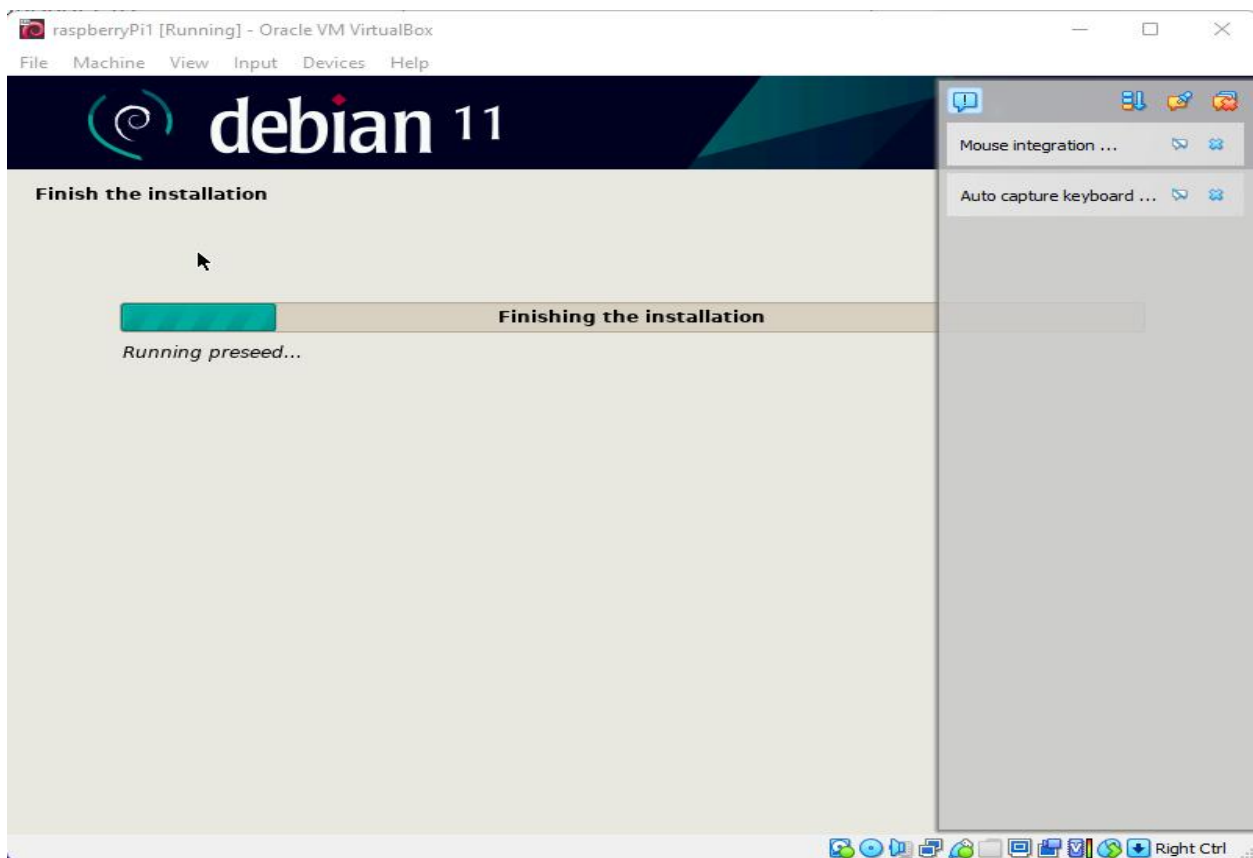 raspberryPi1 [Running] - Oracle VM VirtualBox
File Machine View Input Devices Help
debian 11
Mouse integration ...
Auto capture keyboard ...
Finish the installation
Finishing the installation
Running preseed...
Right Ctrl